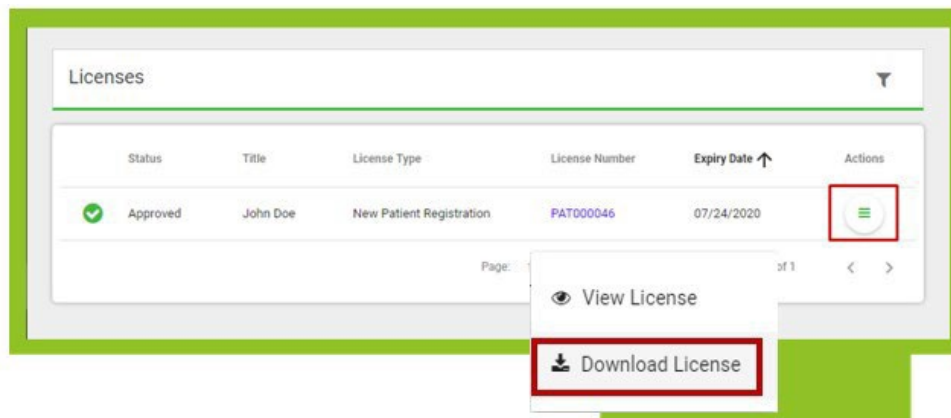 Licenses
Status Title License Type License Number Expiry Date Actions
Approved John Doe New Patient Registration PAT000046 07/24/2020
Page: of 1
View License
Download License